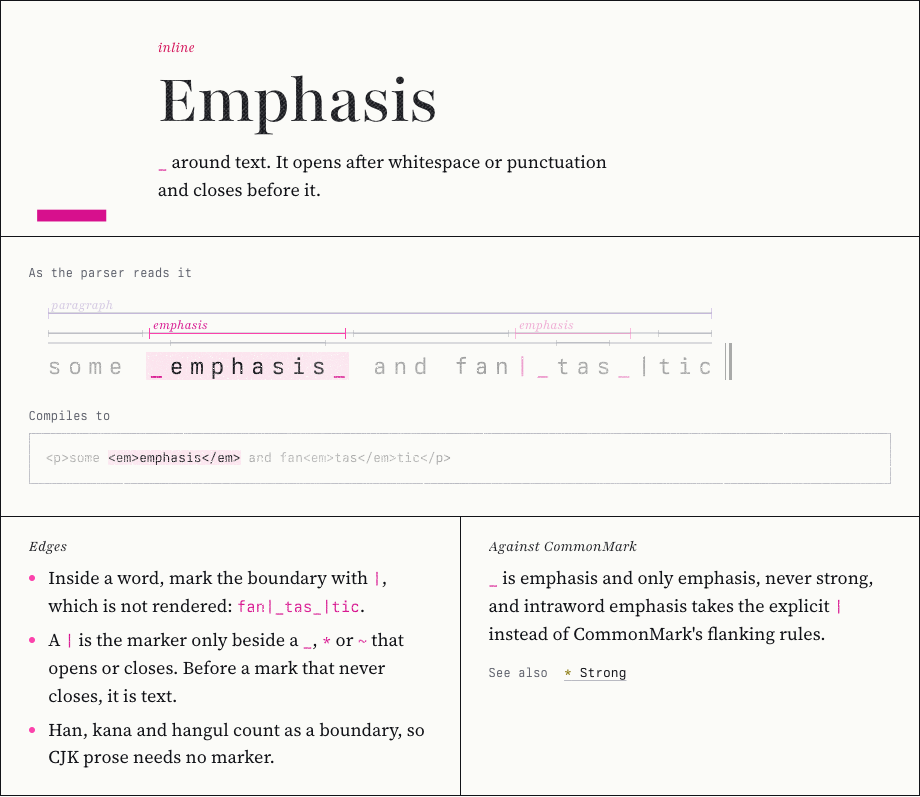 inline
Emphasis
_ around text. It opens after whitespace or punctuation
and closes before it.
As the parser reads it
paragraph
emphasis
emphasis
some _emphasis_ and fan|_tas_|tic
Compiles to
<p>some <em>emphasis</em> and fan<em>tas</em>tic</p>
Edges
Inside a word, mark the boundary with |,
which is not rendered: fan|_tas_|tic.
A | is the marker only beside a _, * or ~ that
opens or closes. Before a mark that never
closes, it is text.
Han, kana and hangul count as a boundary, so
CJK prose needs no marker.
Against CommonMark
_ is emphasis and only emphasis, never strong,
and intraword emphasis takes the explicit |
instead of CommonMark's flanking rules.
See also * Strong